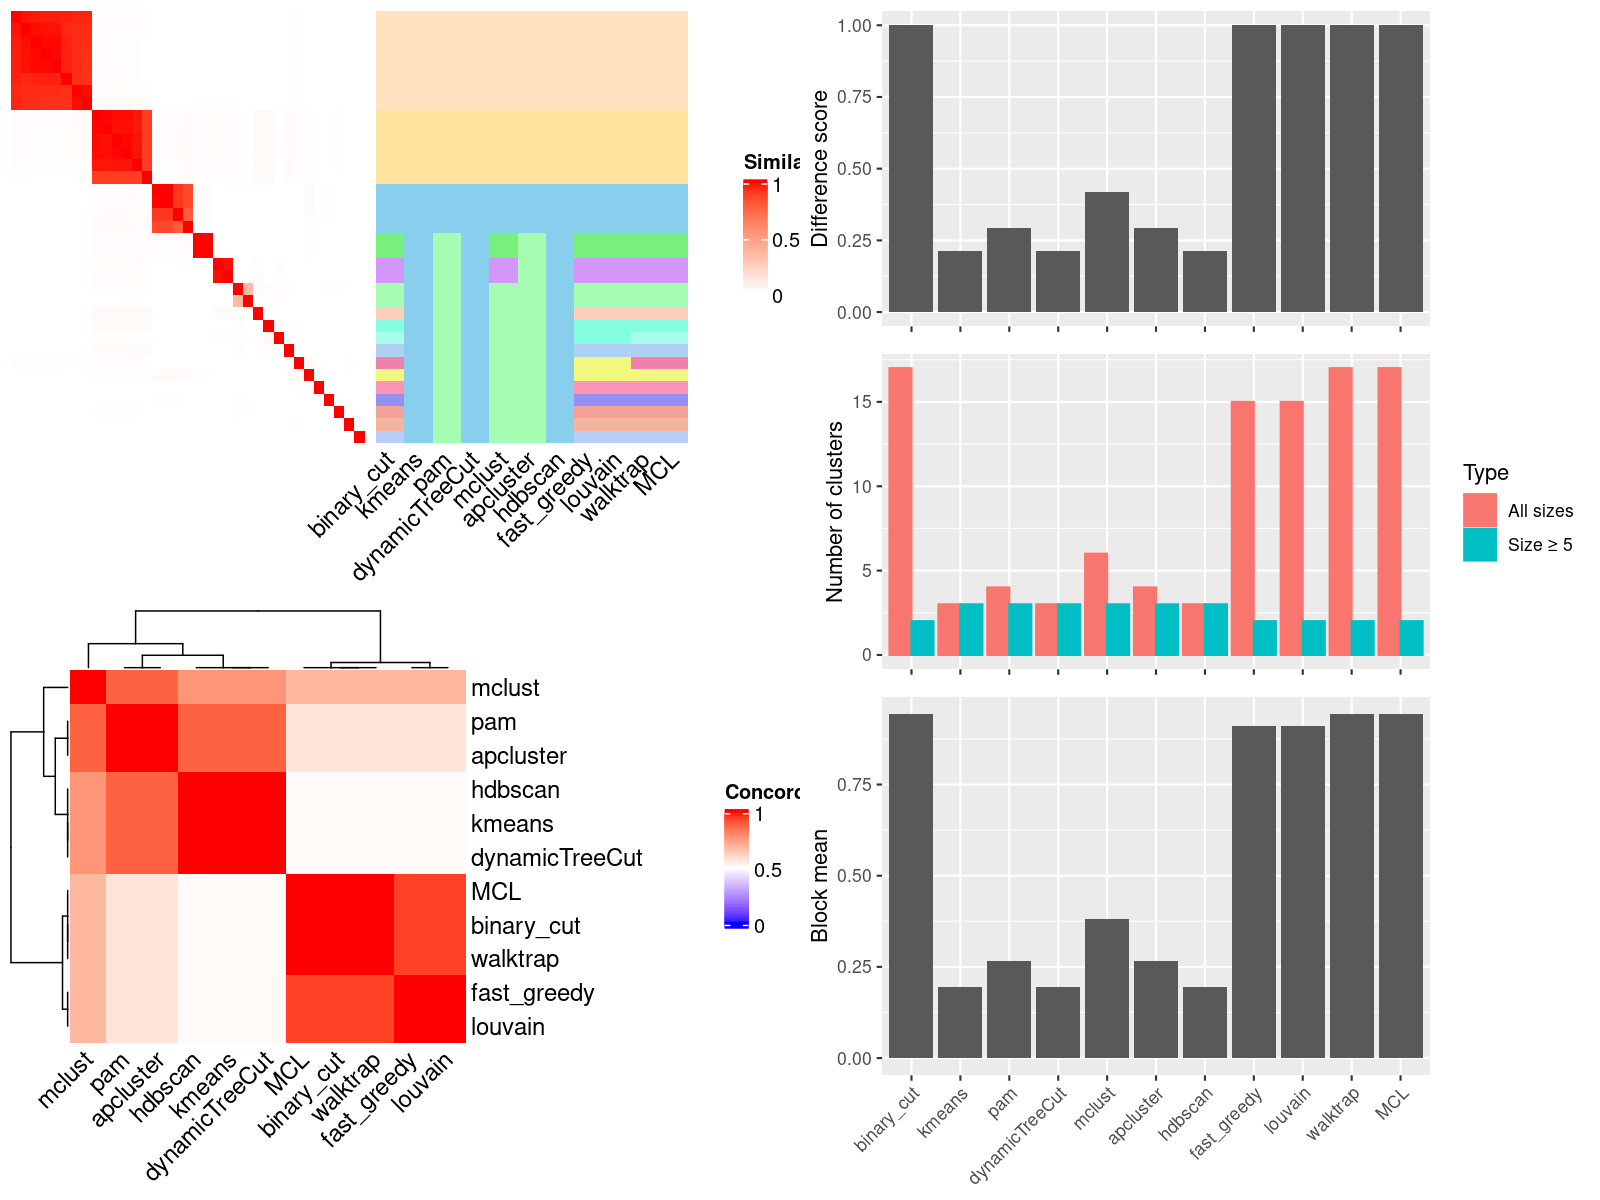 Simila
1
0.5
0
binary_cut
kmeans
pam
dynamicTreeCut
mclust
apcluster
hdbscan
fast_greedy
louvain
walktrap
MCL
mclust
pam
apcluster
hdbscan
kmeans
dynamicTreeCut
MCL
binary_cut
walktrap
fast_greedy
louvain
mclust
pam
apcluster
hdbscan
kmeans
dynamicTreeCut
MCL
binary_cut
walktrap
fast_greedy
louvain
Concord
1
0.5
0
Difference score
1.00
0.75
0.50
0.25
0.00
Number of clusters
15
10
5
0
Type
All sizes
Size ≥ 5
Block mean
0.75
0.50
0.25
0.00
binary_cut
kmeans
pam
dynamicTreeCut
mclust
apcluster
hdbscan
fast_greedy
louvain
walktrap
MCL